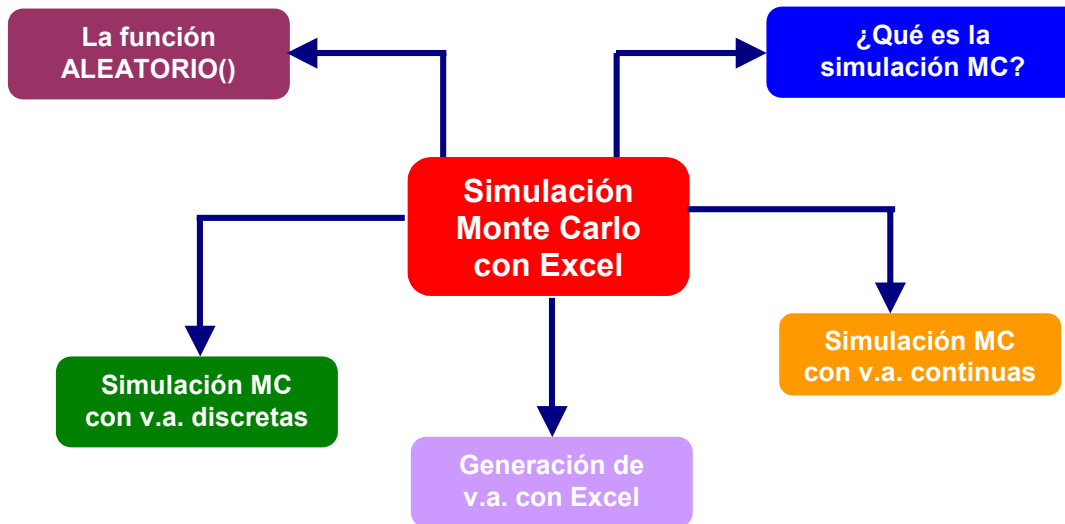 La función
ALEATORIO()
¿Qué es la
simulación MC?
Simulación
Monte Carlo
con Excel
Simulación MC
con v.a. discretas
Simulación MC
con v.a. continuas
Generación de
v.a. con Excel